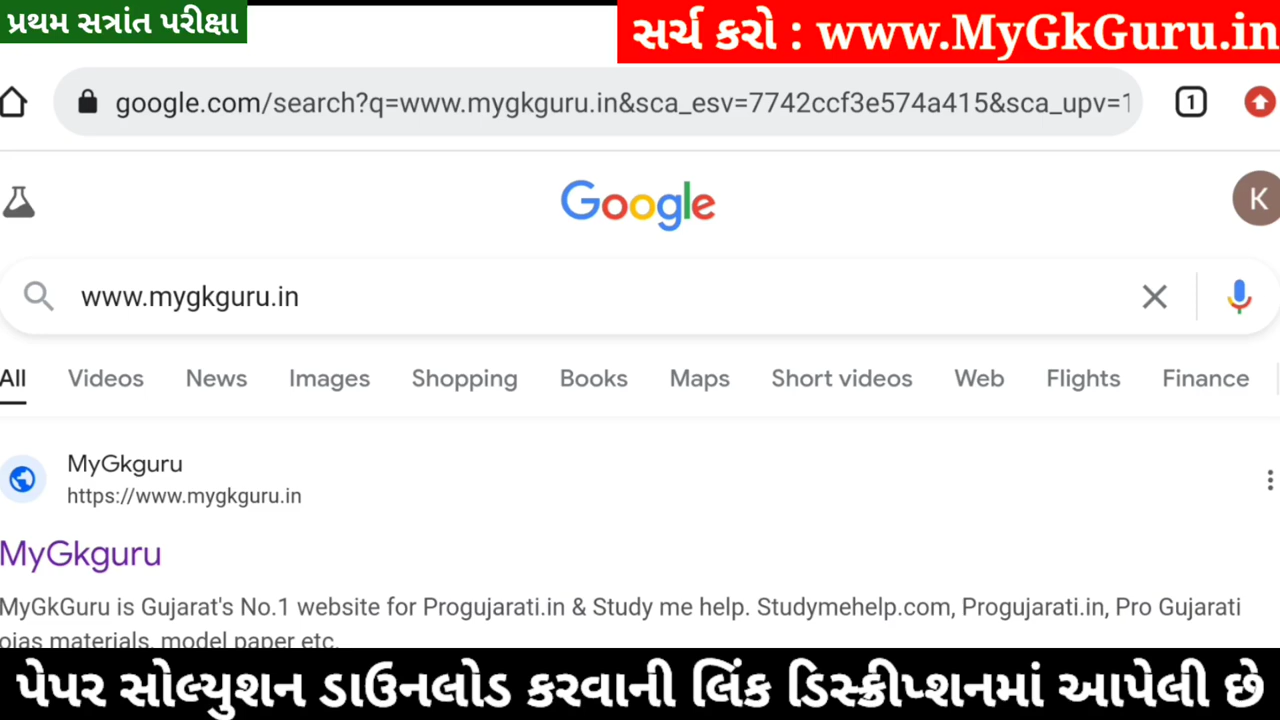 પ્રથમ સત્રાંત પરીક્ષા
સર્ચ કરો : www.MyGkGuru.in
google.com/search?q=www.mygkguru.in&sca_esv=7742ccf3e574a415&sca_upv=1
1
Google
K
www.mygkguru.in
All Videos News Images Shopping Books Maps Short videos Web Flights Finance
MyGkguru
https://www.mygkguru.in
MyGkguru
MyGkGuru is Gujarat's No.1 website for Progujarati.in & Study me help. Studymehelp.com, Progujarati.in, Pro Gujarati
ojas materials, model paper etc.
પેપર સોલ્યુશન ડાઉનલોડ કરવાની લિંક ડિસ્ક્રીપ્શનમાં આપેલી છે